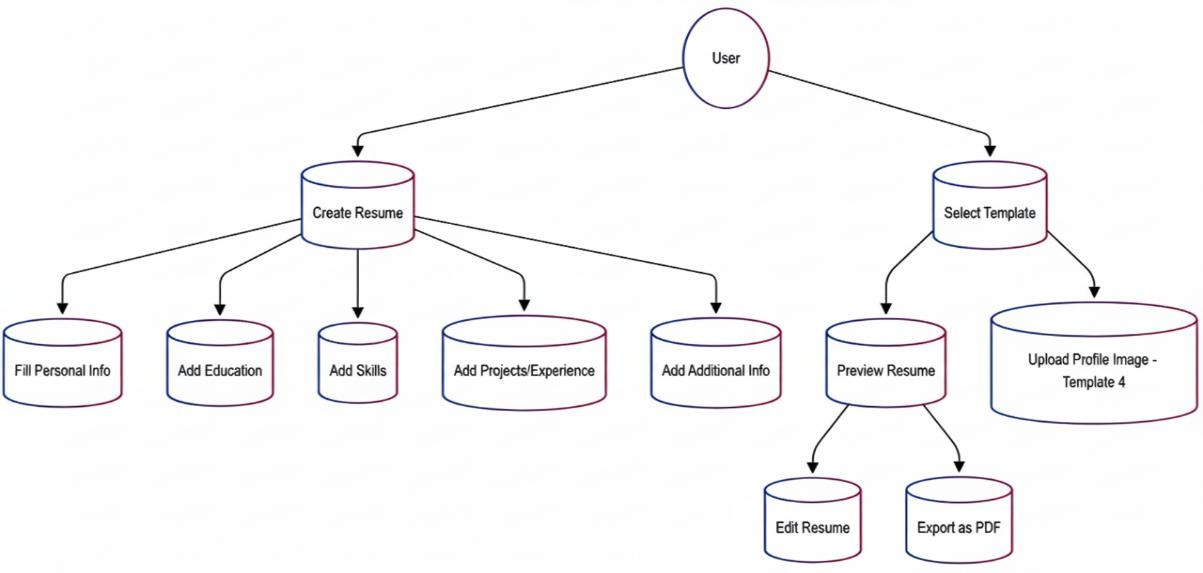 User
Create Resume
Select Template
Fill Personal Info
Add Education
Add Skills
Add Projects/Experience
Add Additional Info
Preview Resume
Upload Profile Image -
Template 4
Edit Resume
Export as PDF